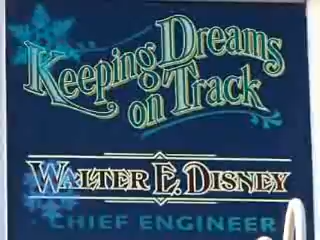 Keeping Dreams
on Track
WALTER E. DISNEY
CHIEF ENGINEER